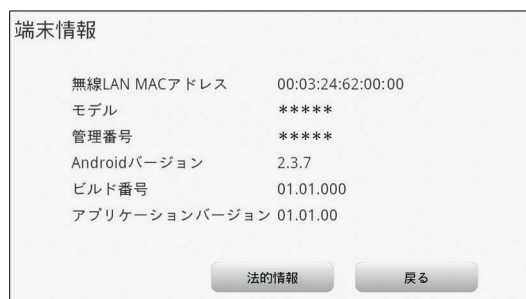 端末情報
無線LAN MACアドレス 00:03:24:62:00:00
モデル *****
管理番号 *****
Androidバージョン 2.3.7
ビルド番号 01.01.000
アプリケーションバージョン 01.01.00
法的情報 戻る